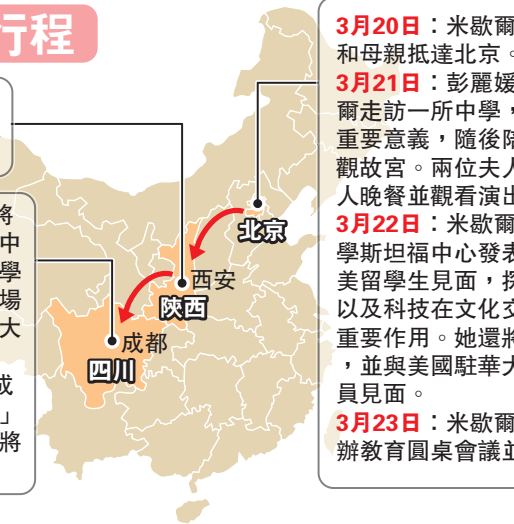 行程
將
中
學
場
大
成
」
將
北京
西安
陝西
成都
四川
3月20日：米歇爾
和母親抵達北京。
3月21日：彭麗媛
爾走訪一所中學，
重要意義，隨後陪
觀故宮。兩位夫人
人晚餐並觀看演出
3月22日：米歇爾
學斯坦福中心發表
美留學生見面，探
以及科技在文化交
重要作用。她還將
，並與美國駐華大
員見面。
3月23日：米歇爾
辦教育圓桌會議並